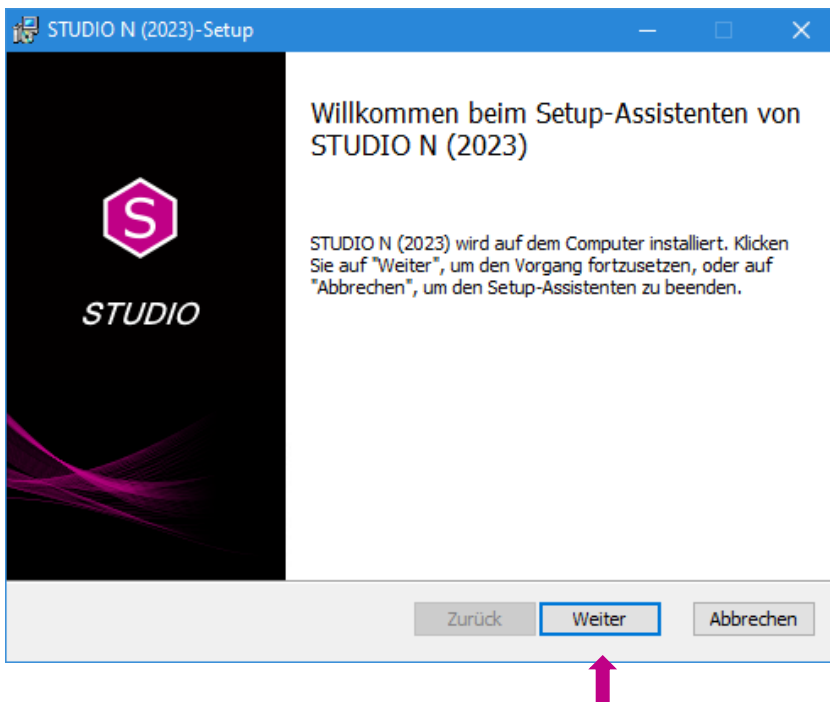 STUDIO N (2023)-Setup
Willkommen beim Setup-Assistenten von
STUDIO N (2023)
S
STUDIO
STUDIO N (2023) wird auf dem Computer installiert. Klicken
Sie auf "Weiter", um den Vorgang fortzusetzen, oder auf
"Abbrechen", um den Setup-Assistenten zu beenden.
Zurück Weiter Abbrechen